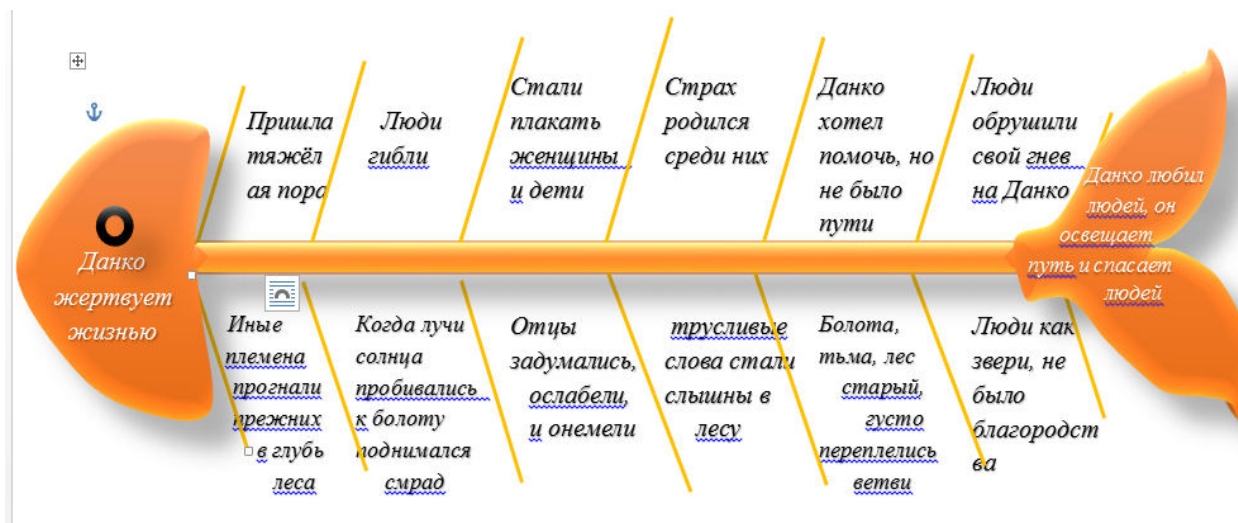 Данко
жертвует
жизнью
Пришла
тяжёл
ая пора
Люди
гибли
Стали
плакать
женщины
и дети
Страх
родился
среди них
Данко
хотел
помочь, но
не было
пути
Люди
обрушили
свой гнев
на Данко
Иные
племена
прогнали
прежних
в глубь
леса
Когда лучи
солнца
пробивались
к болоту
поднимался
смрад
Отцы
задумались,
ослабели,
и онемели
трусливые
слова стали
слышны в
лесу
Болота,
тьма, лес
старый,
густо
переплелись
ветви
Люди как
звери, не
было
благородст
ва
Данко любил
людей, он
освещает
путь и спасает
людей